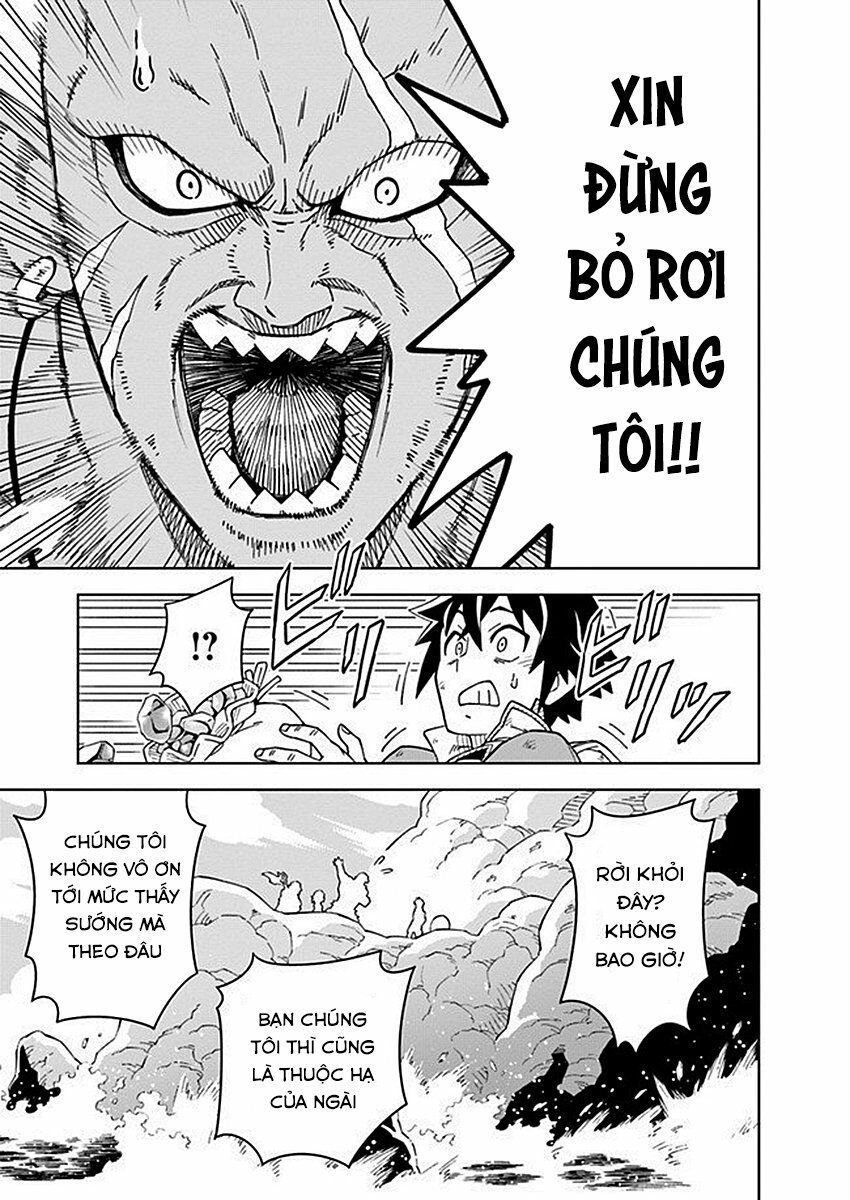 XIN
ĐỪNG
BỎ RƠI
CHÚNG
TÔI!!
!?
ビビ
ビリッ
RỜI KHỎI
ĐÂY?
KHÔNG
BAO GIỜ!
BẠN CHÚNG
TÔI THÌ CŨNG
LÀ THUỘC HẠ
CỦA NGÀI
CHÚNG TÔI
KHÔNG VÔ ƠN
TỚI MỨC THẤY
SƯỚNG MÀ
THEO ĐÂU